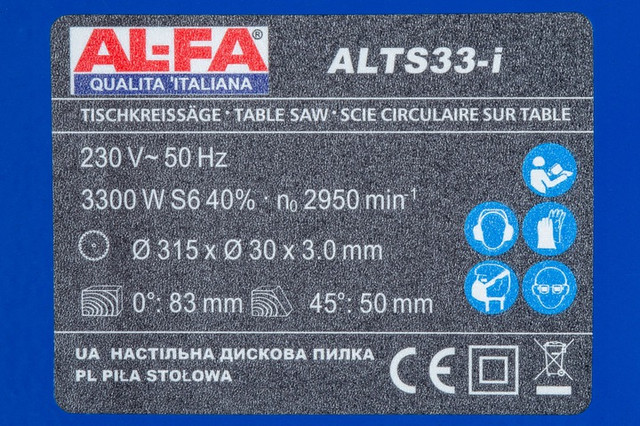 AL-FA®
QUALITA 'ITALIANA
ALTS33-i
TISCHKREISSÄGE · TABLE SAW · SCIE CIRCULAIRE SUR TABLE
230 V~ 50 Hz
3300 W S6 40% · n₀ 2950 min⁻¹
Ø 315 x Ø 30 x 3.0 mm
0°: 83 mm 45°: 50 mm
UA НАСТІЛЬНА ДИСКОВА ПИЛКА
PL PIŁA STOŁOWA
CE